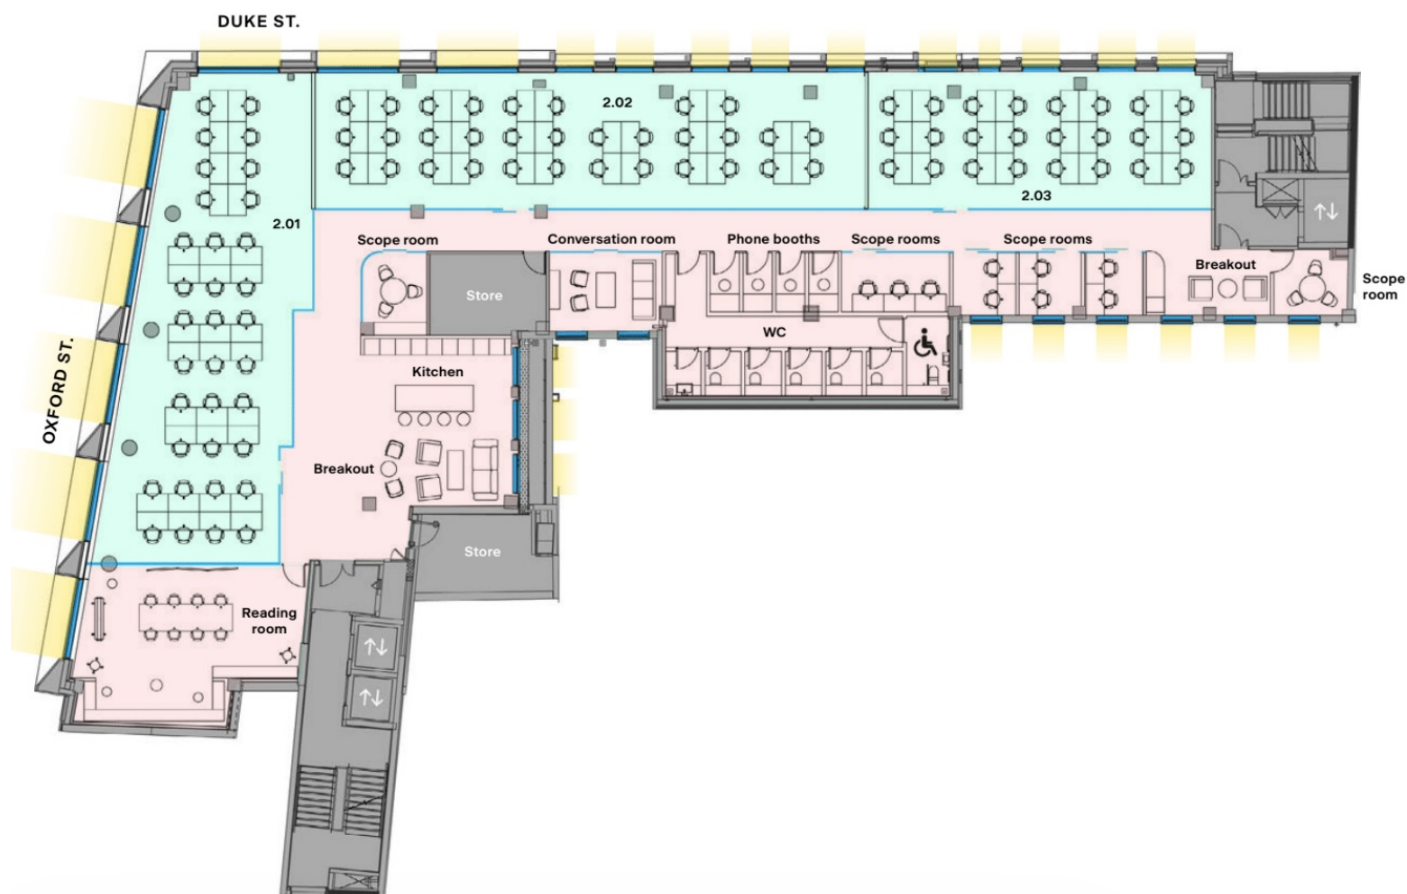 DUKE ST.
2.02
2.03
2.01
Scope room
Conversation room
Phone booths
Scope rooms
Scope rooms
Breakout
Scope
room
Store
WC
OXFORD ST.
Kitchen
Breakout
Store
Reading
room